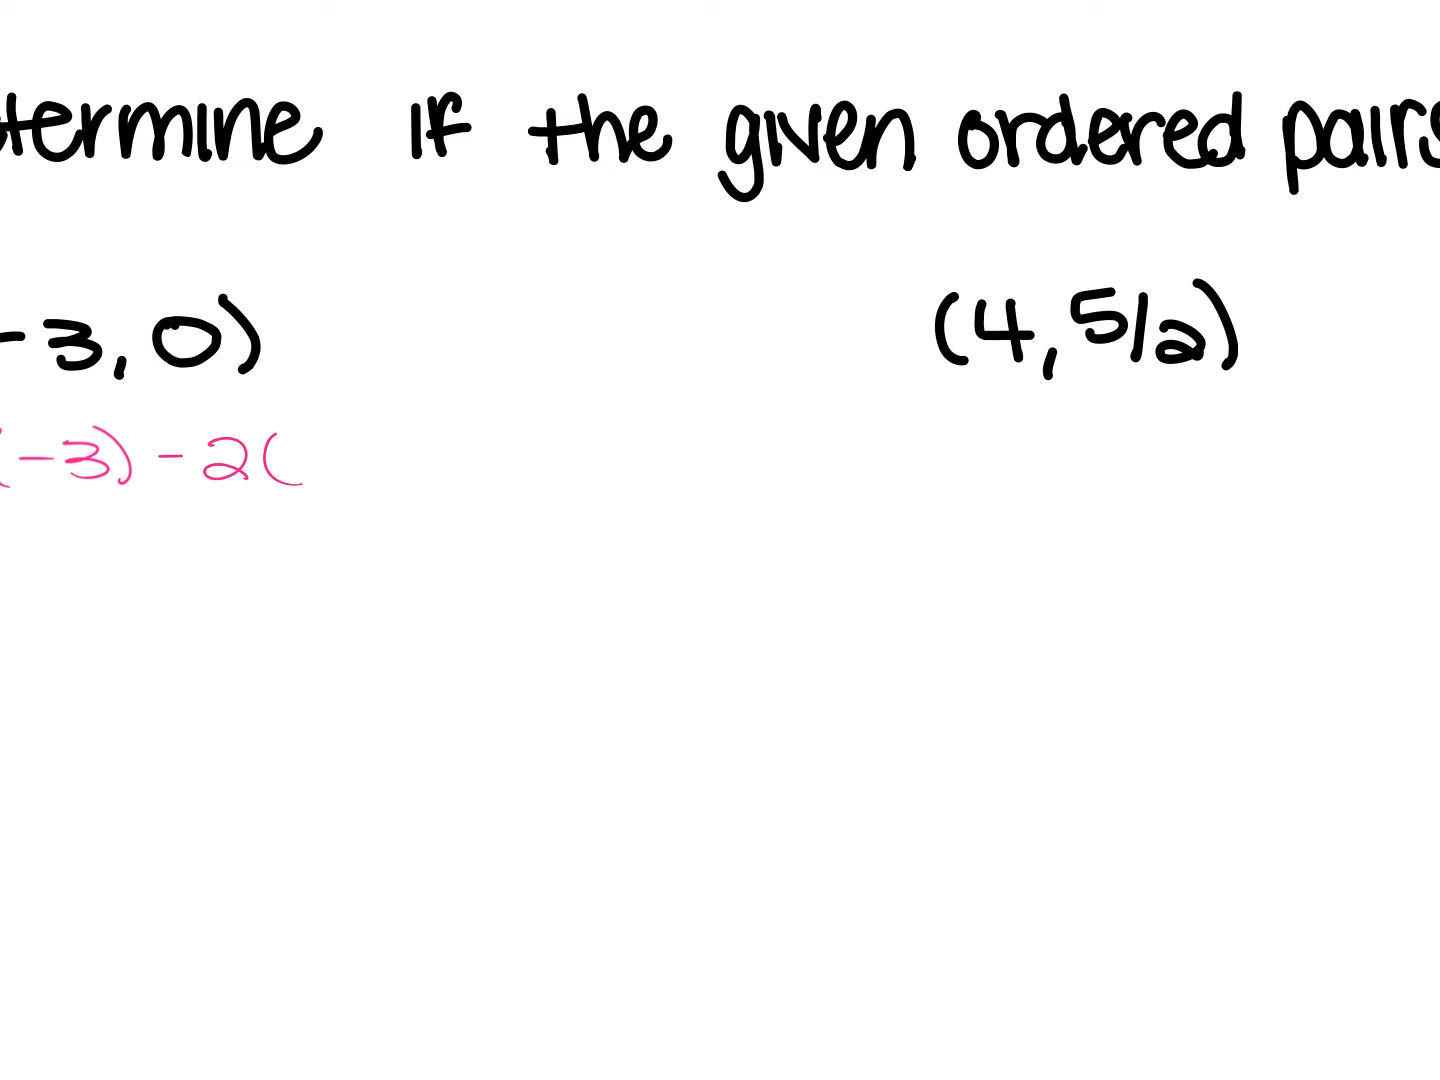 termine if the given ordered pairs
-3, 0) (4, 5/2)
(-3) - 2(